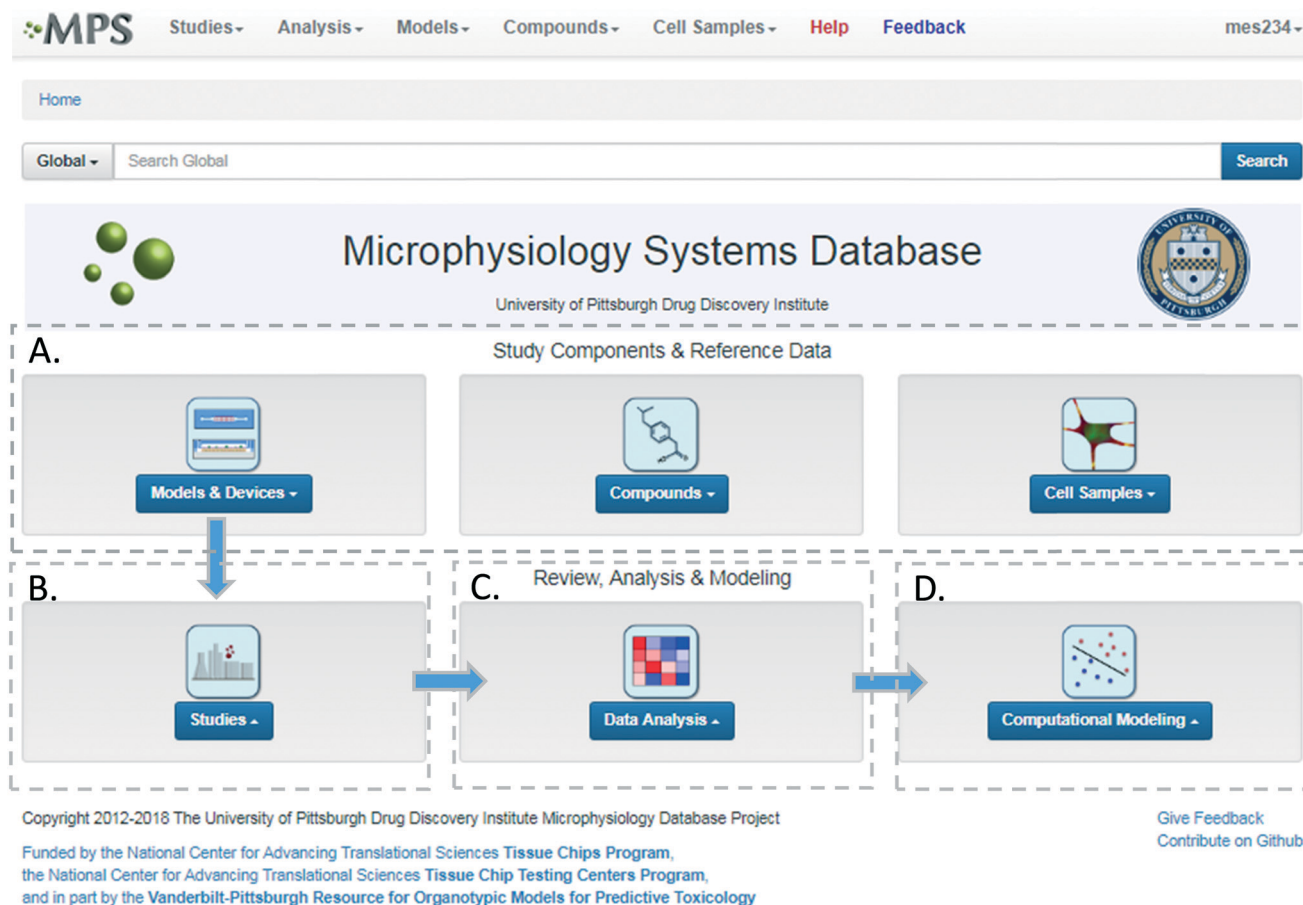 MPS Studies Analysis Models Compounds Cell Samples Help Feedback mes234
Home
Global Search Global Search
Microphysiology Systems Database
University of Pittsburgh Drug Discovery Institute
UNIVERSITY OF PITTSBURGH
A.
Study Components & Reference Data
Models & Devices Compounds Cell Samples
B. C. Review, Analysis & Modeling D.
Studies Data Analysis Computational Modeling
Copyright 2012-2018 The University of Pittsburgh Drug Discovery Institute Microphysiology Database Project
Give Feedback
Contribute on Github
Funded by the National Center for Advancing Translational Sciences Tissue Chips Program,
the National Center for Advancing Translational Sciences Tissue Chip Testing Centers Program,
and in part by the Vanderbilt-Pittsburgh Resource for Organotypic Models for Predictive Toxicology